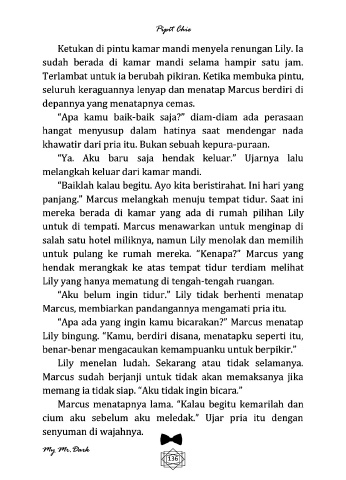 Pipit Chie
Ketukan di pintu kamar mandi menyela renungan Lily. Ia
sudah berada di kamar mandi selama hampir satu jam.
Terlambat untuk ia berubah pikiran. Ketika membuka pintu,
seluruh keraguannya lenyap dan menatap Marcus berdiri di
depannya yang menatapnya cemas.
“Apa kamu baik-baik saja?” diam-diam ada perasaan
hangat menyusup dalam hatinya saat mendengar nada
khawatir dari pria itu. Bukan sebuah kepura-puraan.
“Ya. Aku baru saja hendak keluar.” Ujarnya lalu
melangkah keluar dari kamar mandi.
“Baiklah kalau begitu. Ayo kita beristirahat. Ini hari yang
panjang.” Marcus melangkah menuju tempat tidur. Saat ini
mereka berada di kamar yang ada di rumah pilihan Lily
untuk di tempati. Marcus menawarkan untuk menginap di
salah satu hotel miliknya, namun Lily menolak dan memilih
untuk pulang ke rumah mereka. “Kenapa?” Marcus yang
hendak merangkak ke atas tempat tidur terdiam melihat
Lily yang hanya mematung di tengah-tengah ruangan.
“Aku belum ingin tidur.” Lily tidak berhenti menatap
Marcus, membiarkan pandangannya mengamati pria itu.
“Apa ada yang ingin kamu bicarakan?” Marcus menatap
Lily bingung. “Kamu, berdiri disana, menatapku seperti itu,
benar-benar mengacaukan kemampuanku untuk berpikir.”
Lily menelan ludah. Sekarang atau tidak selamanya.
Marcus sudah berjanji untuk tidak akan memaksanya jika
memang ia tidak siap. “Aku tidak ingin bicara.”
Marcus menatapnya lama. “Kalau begitu kemarilah dan
cium aku sebelum aku meledak.” Ujar pria itu dengan
senyuman di wajahnya.
My Mr.Dark
136